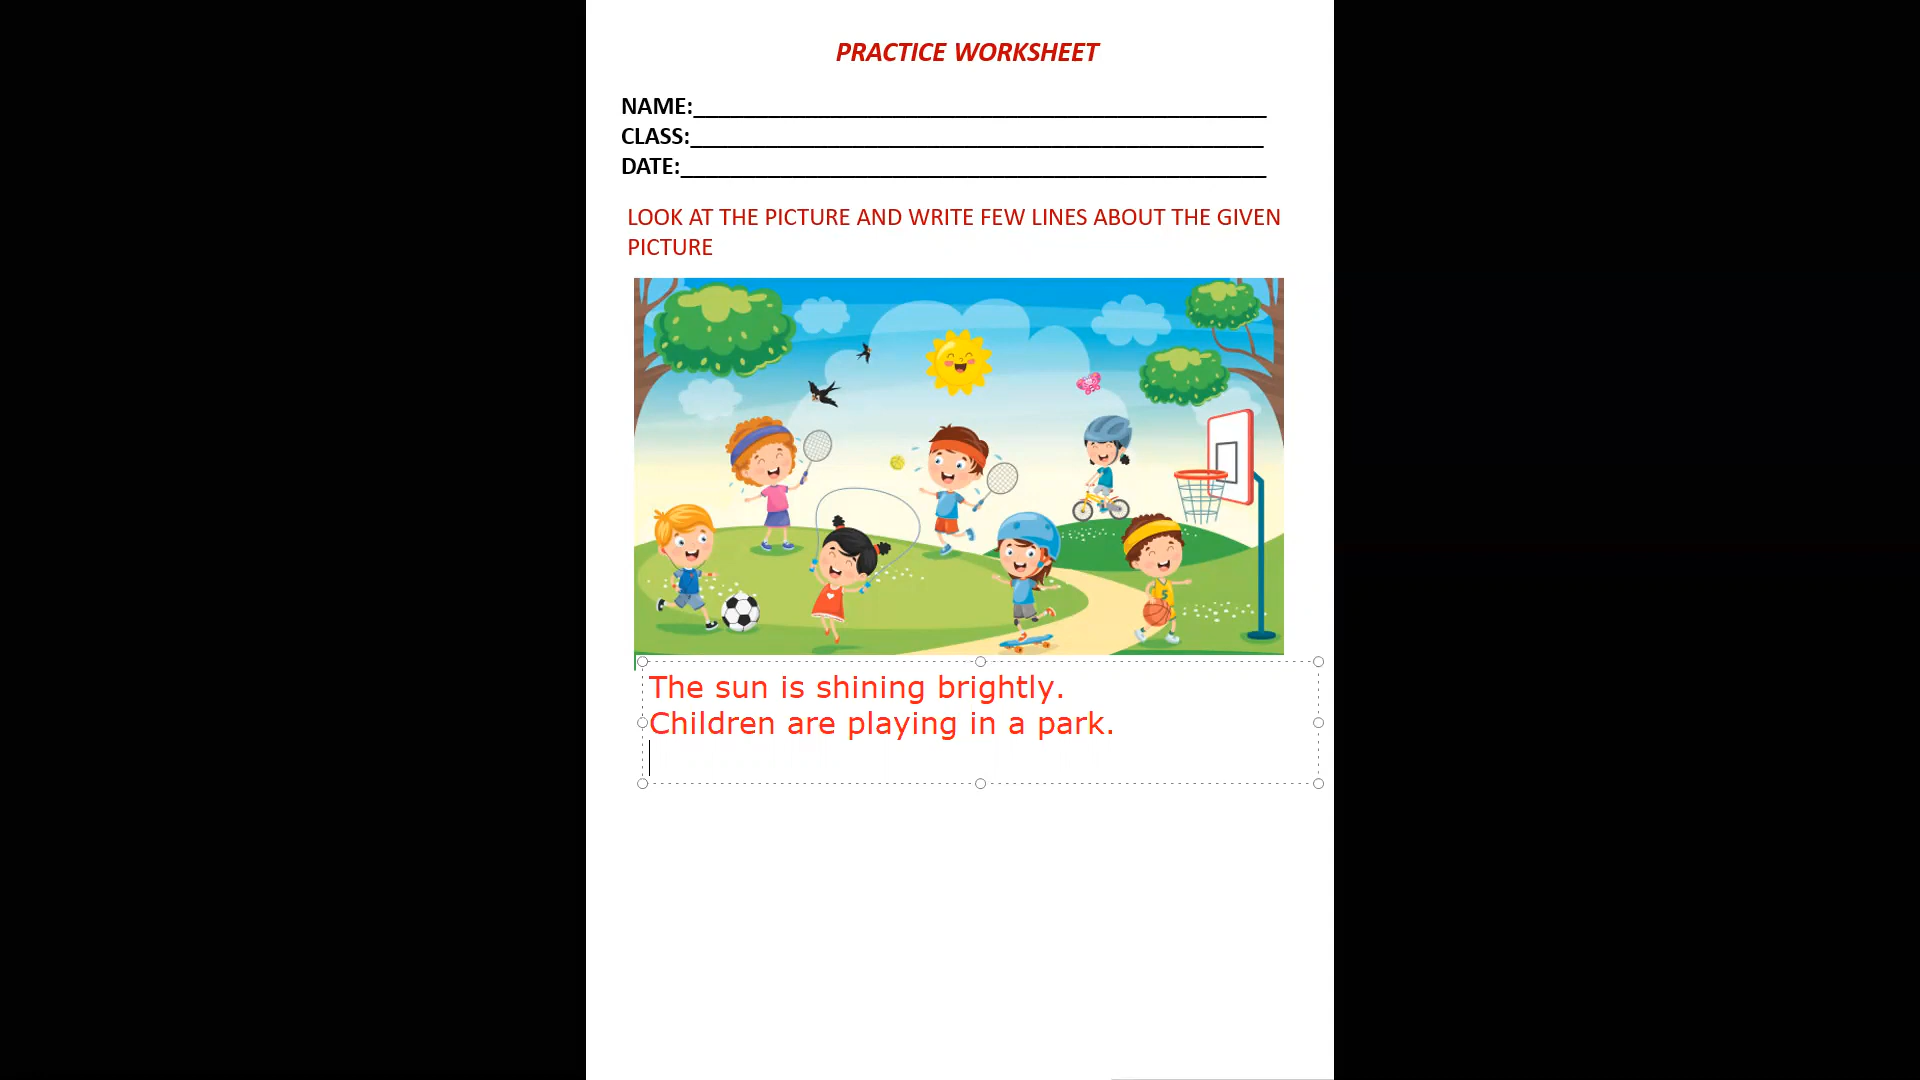 PRACTICE WORKSHEET
NAME:
CLASS:
DATE:
LOOK AT THE PICTURE AND WRITE FEW LINES ABOUT THE GIVEN
PICTURE
5
The sun is shining brightly.
Children are playing in a park.